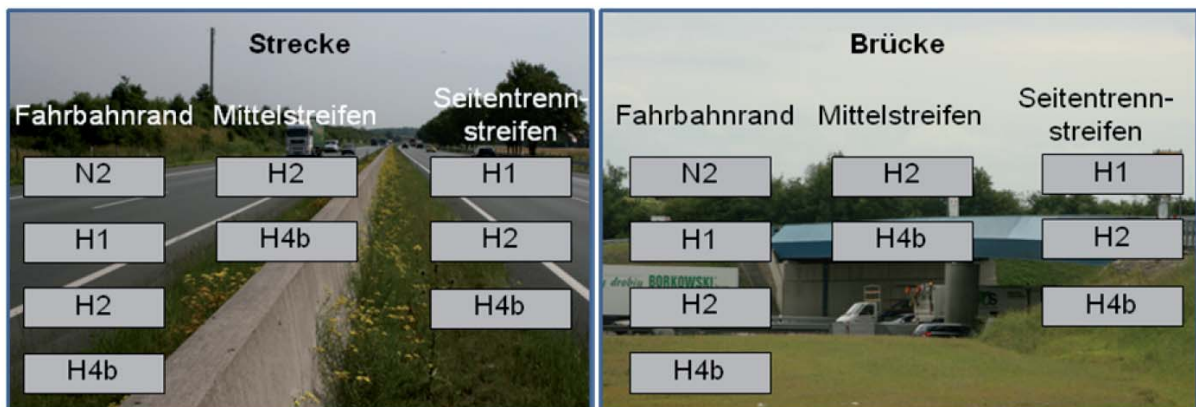 Strecke
Fahrbahnrand
Mittelstreifen
Seitentrenn-
streifen
N2
H2
H1
H1
H4b
H2
H2
H4b
H4b
Brücke
Fahrbahnrand
Mittelstreifen
Seitentrenn-
streifen
N2
H2
H1
H1
H4b
H2
H2
H4b
H4b
BORKOWSKI